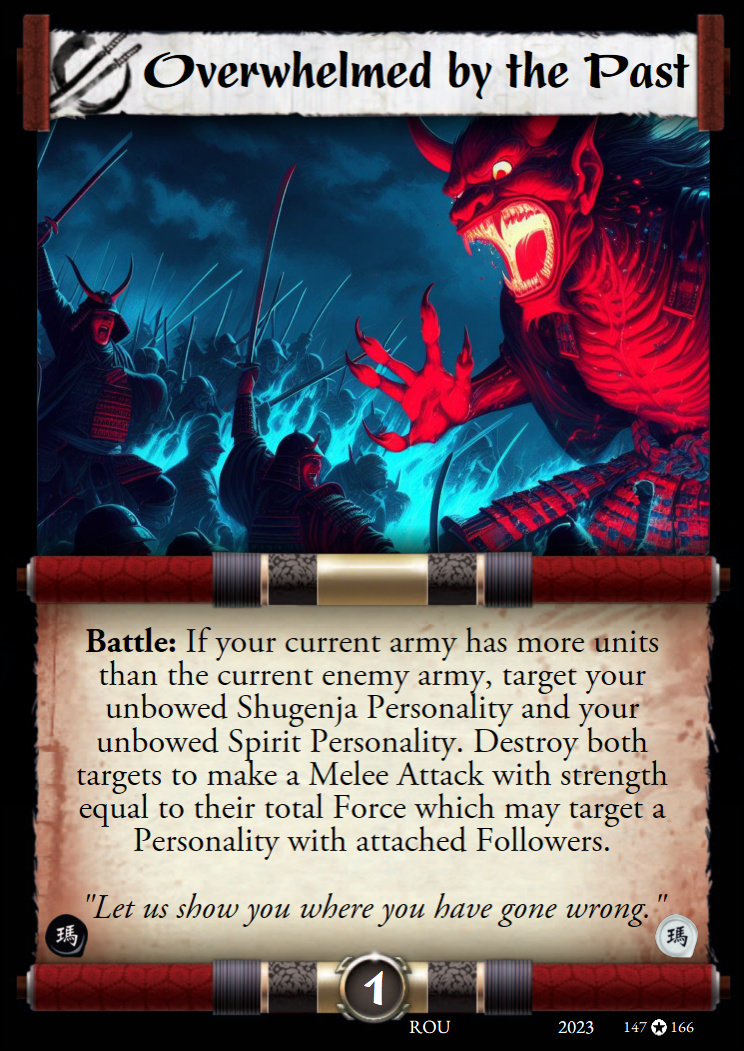 Overwhelmed by the Past
Battle: If your current army has more units
than the current enemy army, target your
unbowed Shugenja Personality and your
unbowed Spirit Personality. Destroy both
targets to make a Melee Attack with strength
equal to their total Force which may target a
Personality with attached Followers.
"Let us show you where you have gone wrong."
瑪 瑪
1
ROU 2023 147 166